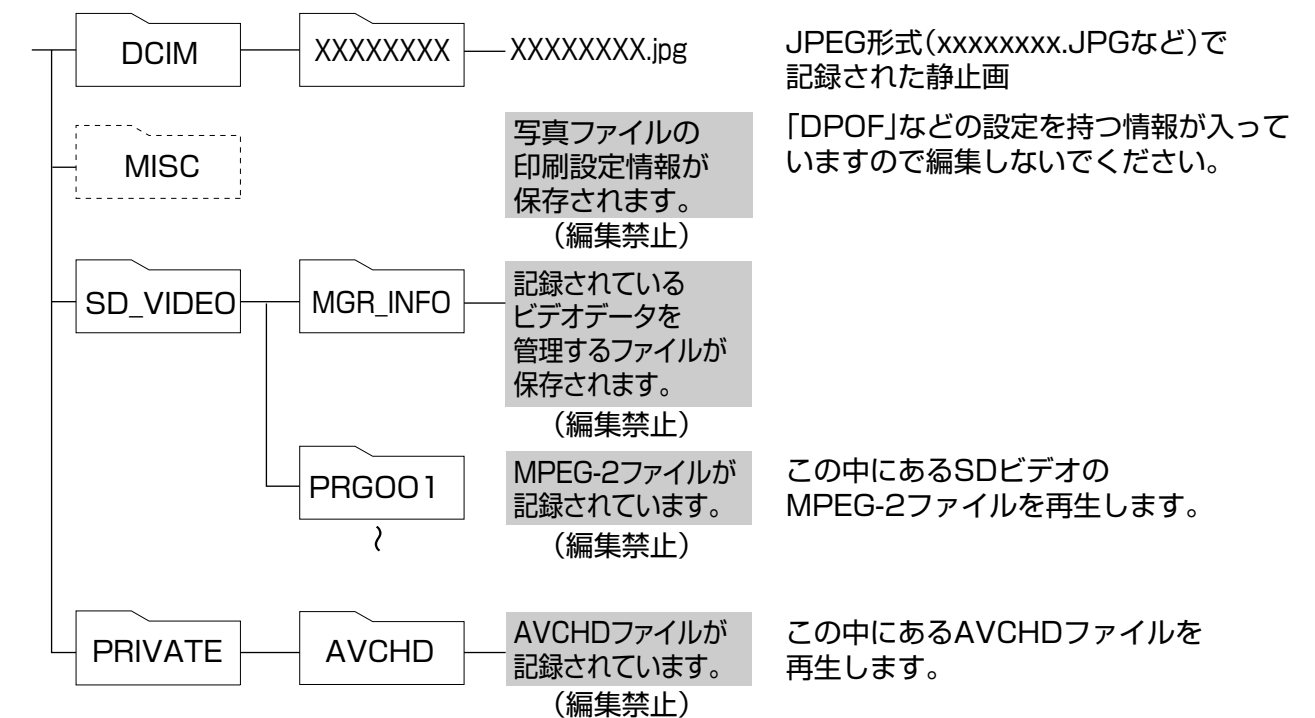 DCIM
XXXXXXXX
XXXXXXXX.jpg
JPEG形式（xxxxxxxx.JPGなど）で
記録された静止画
MISC
写真ファイルの
印刷設定情報が
保存されます。
（編集禁止）
「DPOF」などの設定を持つ情報が入って
いますので編集しないでください。
SD_VIDEO
MGR_INFO
記録されている
ビデオデータを
管理するファイルが
保存されます。
（編集禁止）
PRG001
～
MPEG-2ファイルが
記録されています。
（編集禁止）
この中にあるSDビデオの
MPEG-2ファイルを再生します。
PRIVATE
AVCHD
AVCHDファイルが
記録されています。
（編集禁止）
この中にあるAVCHDファイルを
再生します。